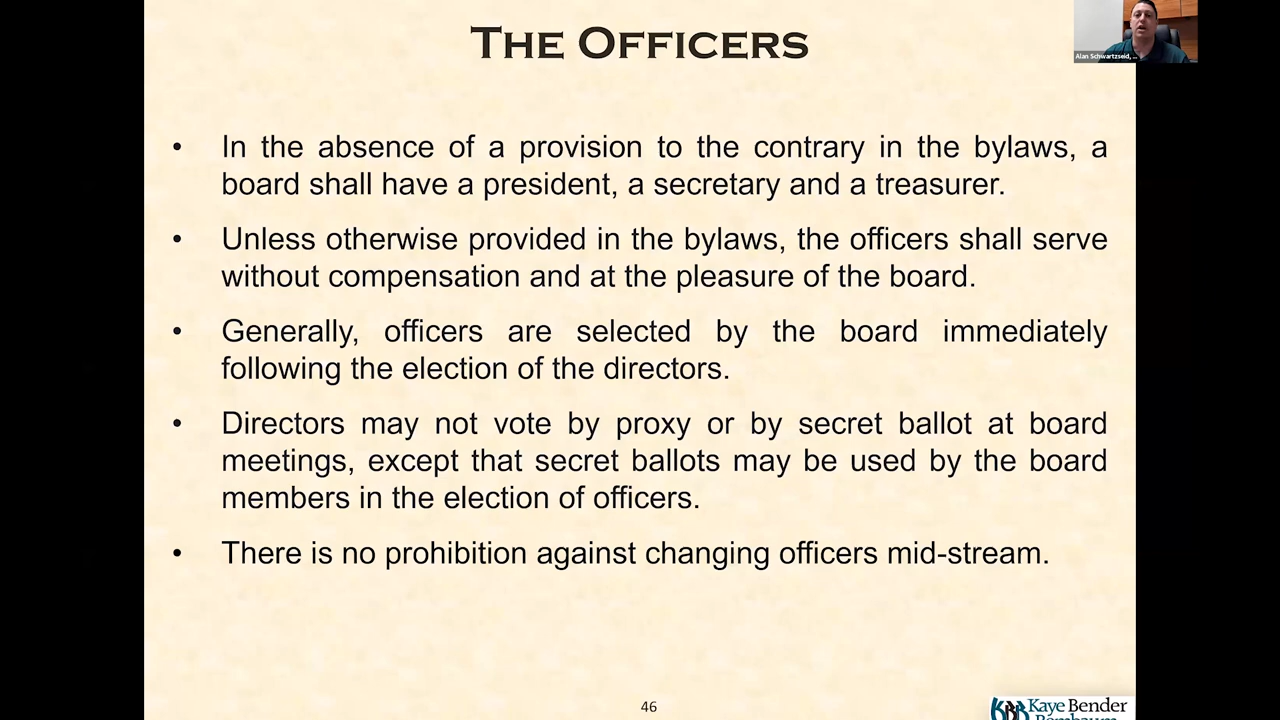 THE OFFICERS
Alan Schwartzseid, ...
• In the absence of a provision to the contrary in the bylaws, a
board shall have a president, a secretary and a treasurer.
• Unless otherwise provided in the bylaws, the officers shall serve
without compensation and at the pleasure of the board.
• Generally, officers are selected by the board immediately
following the election of the directors.
• Directors may not vote by proxy or by secret ballot at board
meetings, except that secret ballots may be used by the board
members in the election of officers.
• There is no prohibition against changing officers mid-stream.
46
KBR Kaye Bender
Rembaum